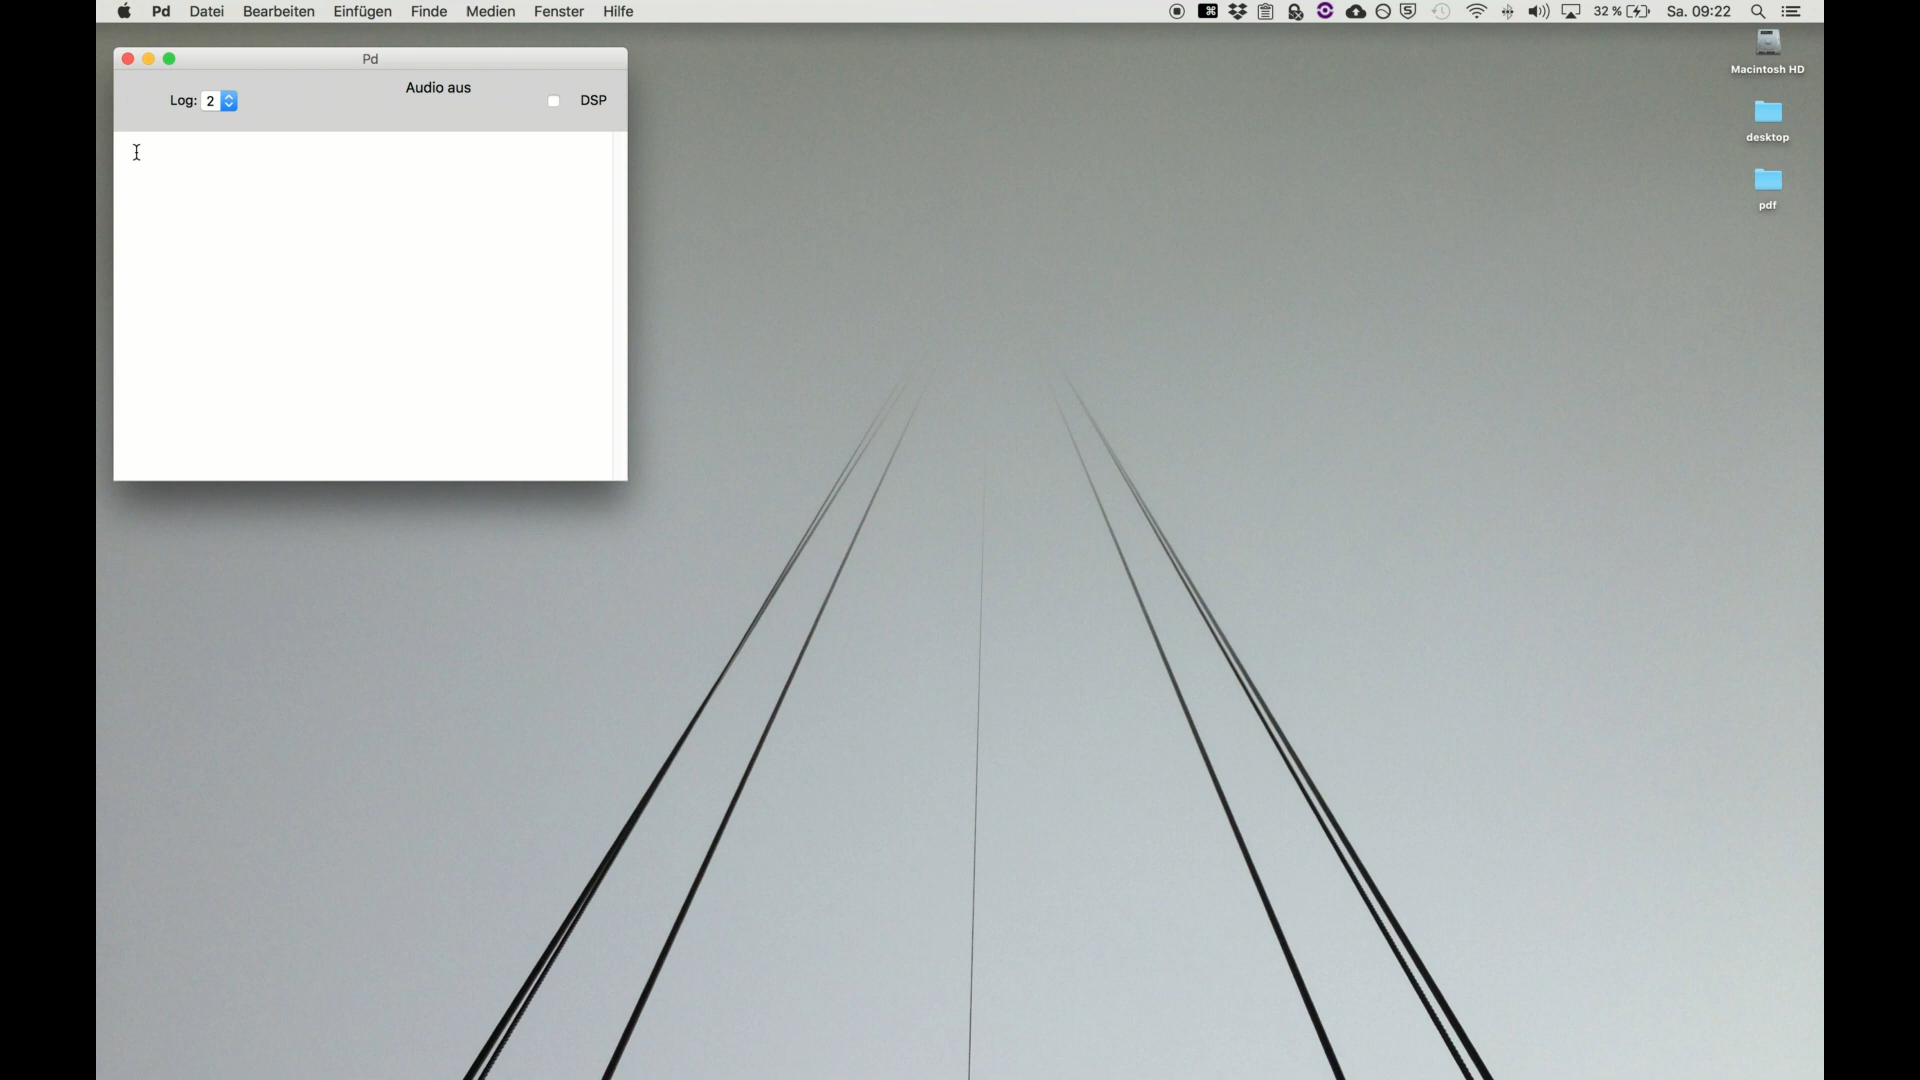 Pd Datei Bearbeiten Einfügen Finde Medien Fenster Hilfe 32 % Sa. 09:22
Pd
Audio aus
Log: 2 DSP
Macintosh HD
desktop
pdf